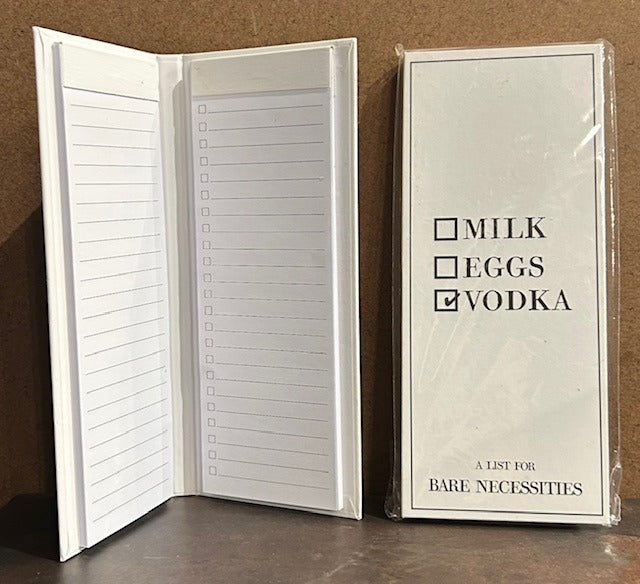 ☐ MILK
☐ EGGS
☑ VODKA
A LIST FOR
BARE NECESSITIES